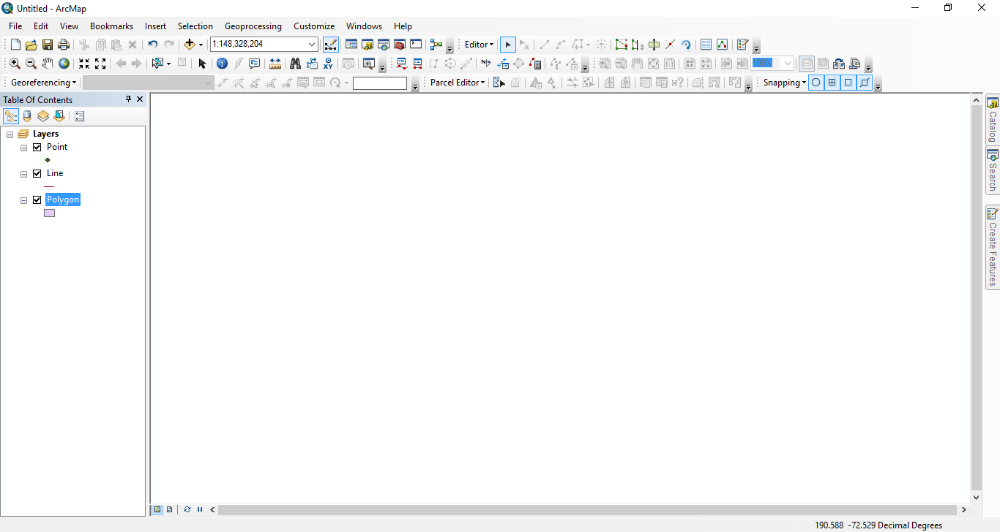 Untitled - ArcMap
File Edit View Bookmarks Insert Selection Geoprocessing Customize Windows Help
1:148,328,204 Editor
100%
Georeferencing Parcel Editor Snapping
Table Of Contents
Layers
Point
Line
Polygon
Catalog
Search
Create Features
190.588 -72.529 Decimal Degrees